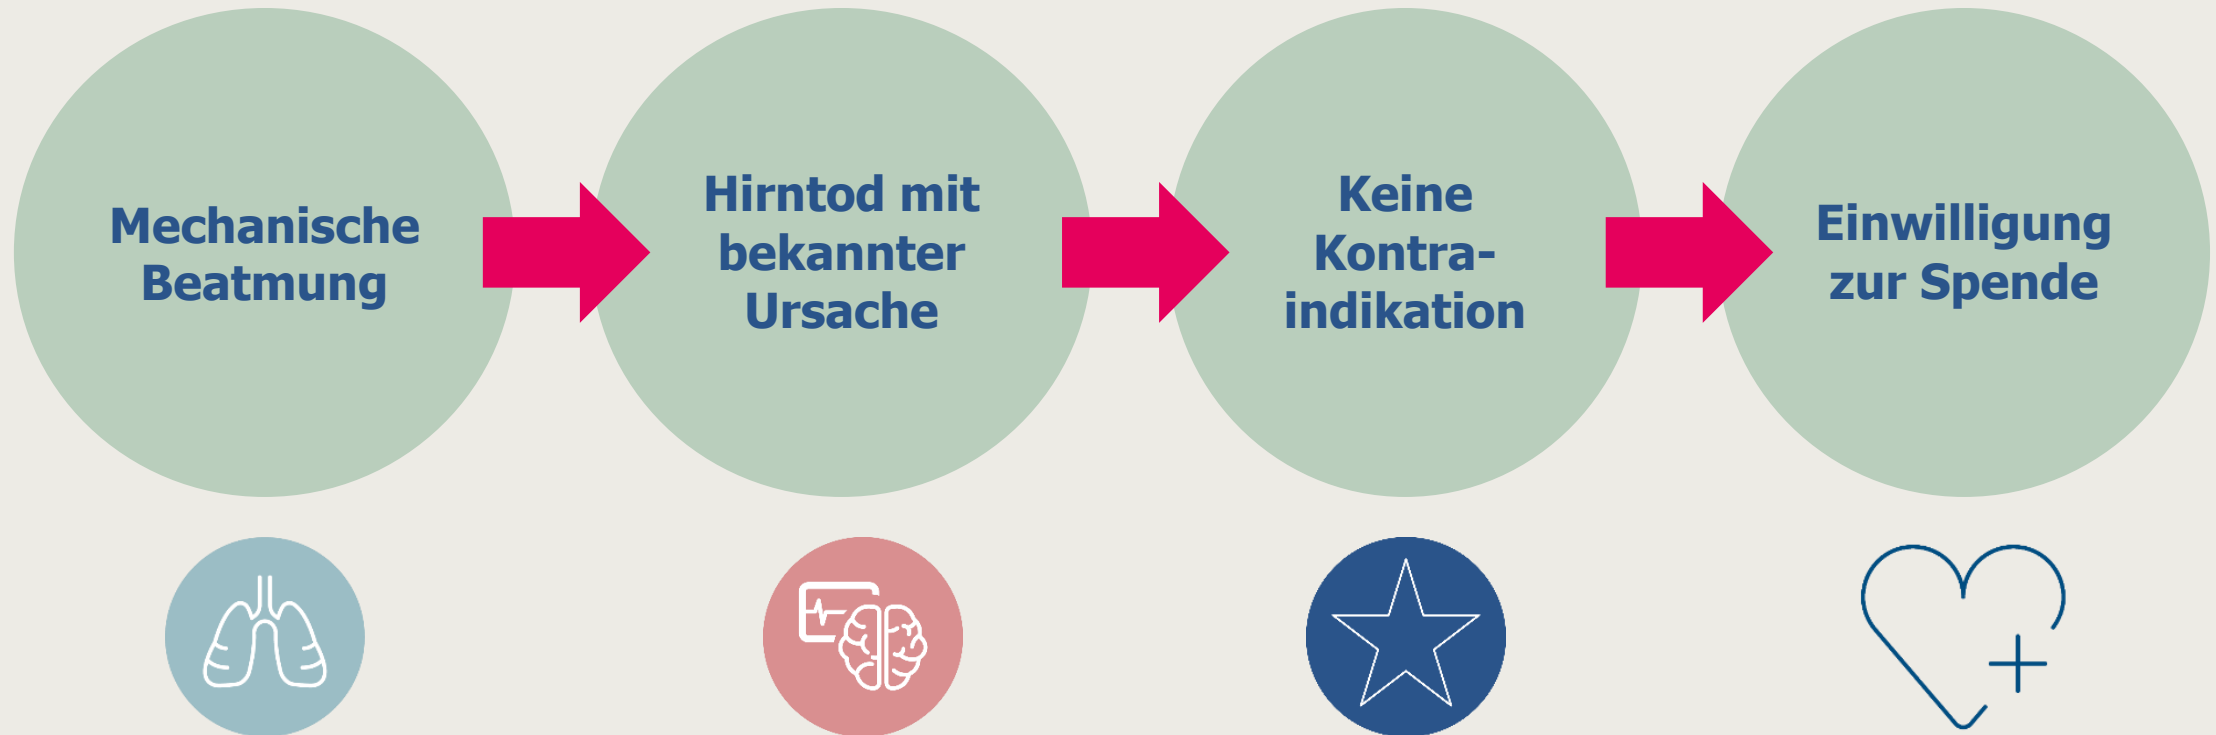 Mechanische
Beatmung
Hirntod mit
bekannter
Ursache
Keine
Kontra-
indikation
Einwilligung
zur Spende